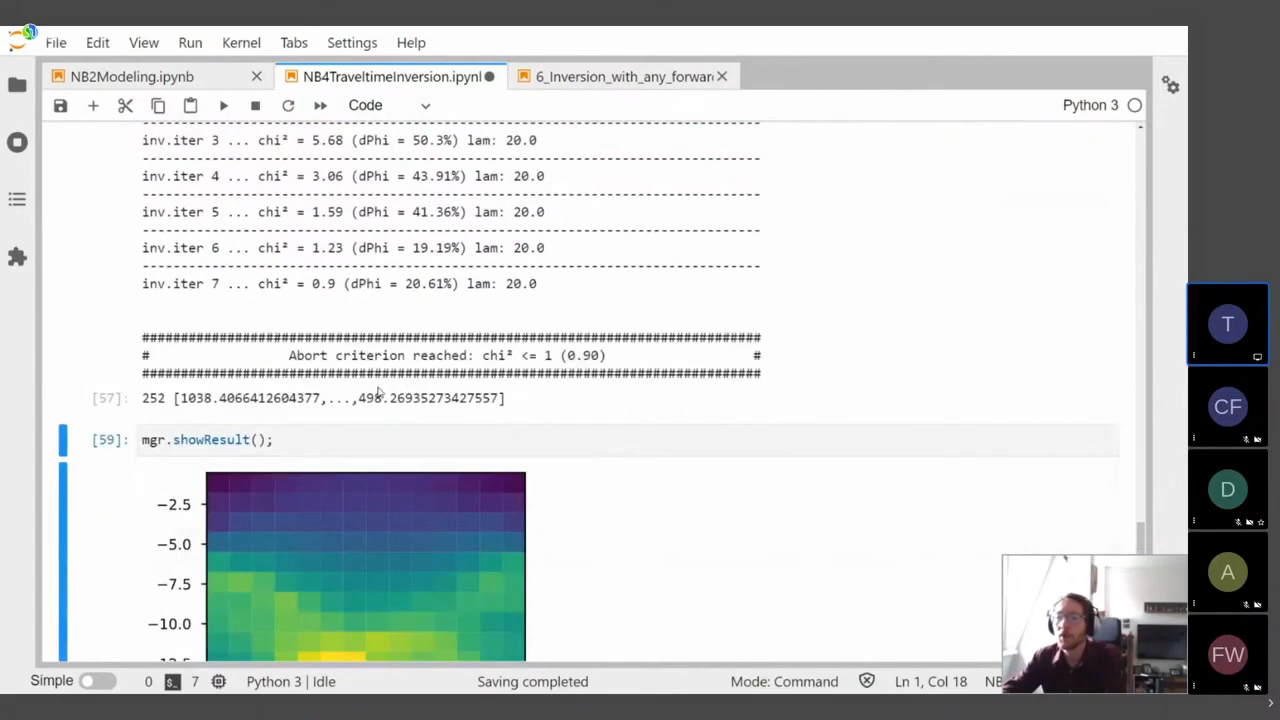 File Edit View Run Kernel Tabs Settings Help
NB2Modeling.ipynb NB4TraveltimeInversion.ipynl 6_Inversion_with_any_forwar
Code Python 3
inv.iter 3 ... chi² = 5.68 (dPhi = 50.3%) lam: 20.0
--------------------------------------------------------------------------------
inv.iter 4 ... chi² = 3.06 (dPhi = 43.91%) lam: 20.0
--------------------------------------------------------------------------------
inv.iter 5 ... chi² = 1.59 (dPhi = 41.36%) lam: 20.0
--------------------------------------------------------------------------------
inv.iter 6 ... chi² = 1.23 (dPhi = 19.19%) lam: 20.0
--------------------------------------------------------------------------------
inv.iter 7 ... chi² = 0.9 (dPhi = 20.61%) lam: 20.0
################################################################################
# Abort criterion reached: chi² <= 1 (0.90) #
################################################################################
[57]: 252 [1038.4066412604377,...,498.26935273427557]
[59]: mgr.showResult();
−2.5
−5.0
−7.5
−10.0
Simple 0 7 Python 3 | Idle Saving completed Mode: Command Ln 1, Col 18 NB
T
CF
D
A
FW